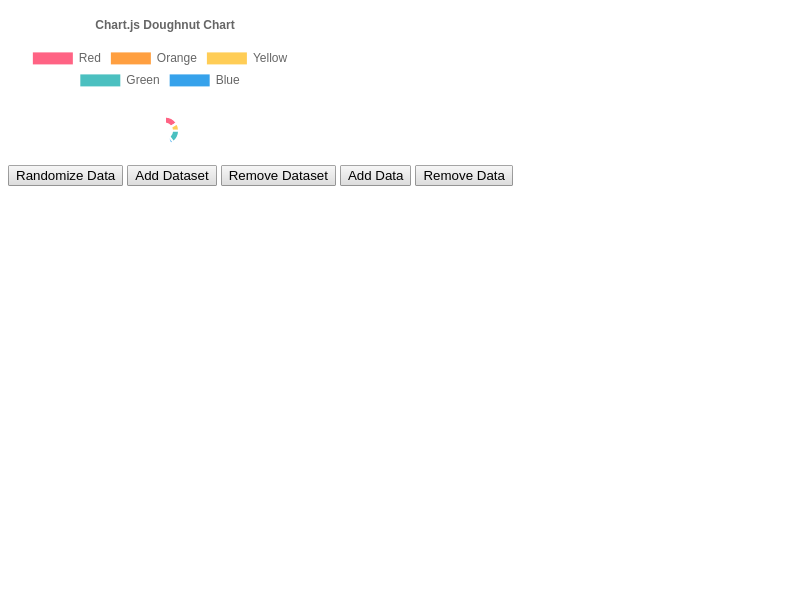 Chart.js Doughnut Chart
Red Orange Yellow
Green Blue
Randomize Data Add Dataset Remove Dataset Add Data Remove Data